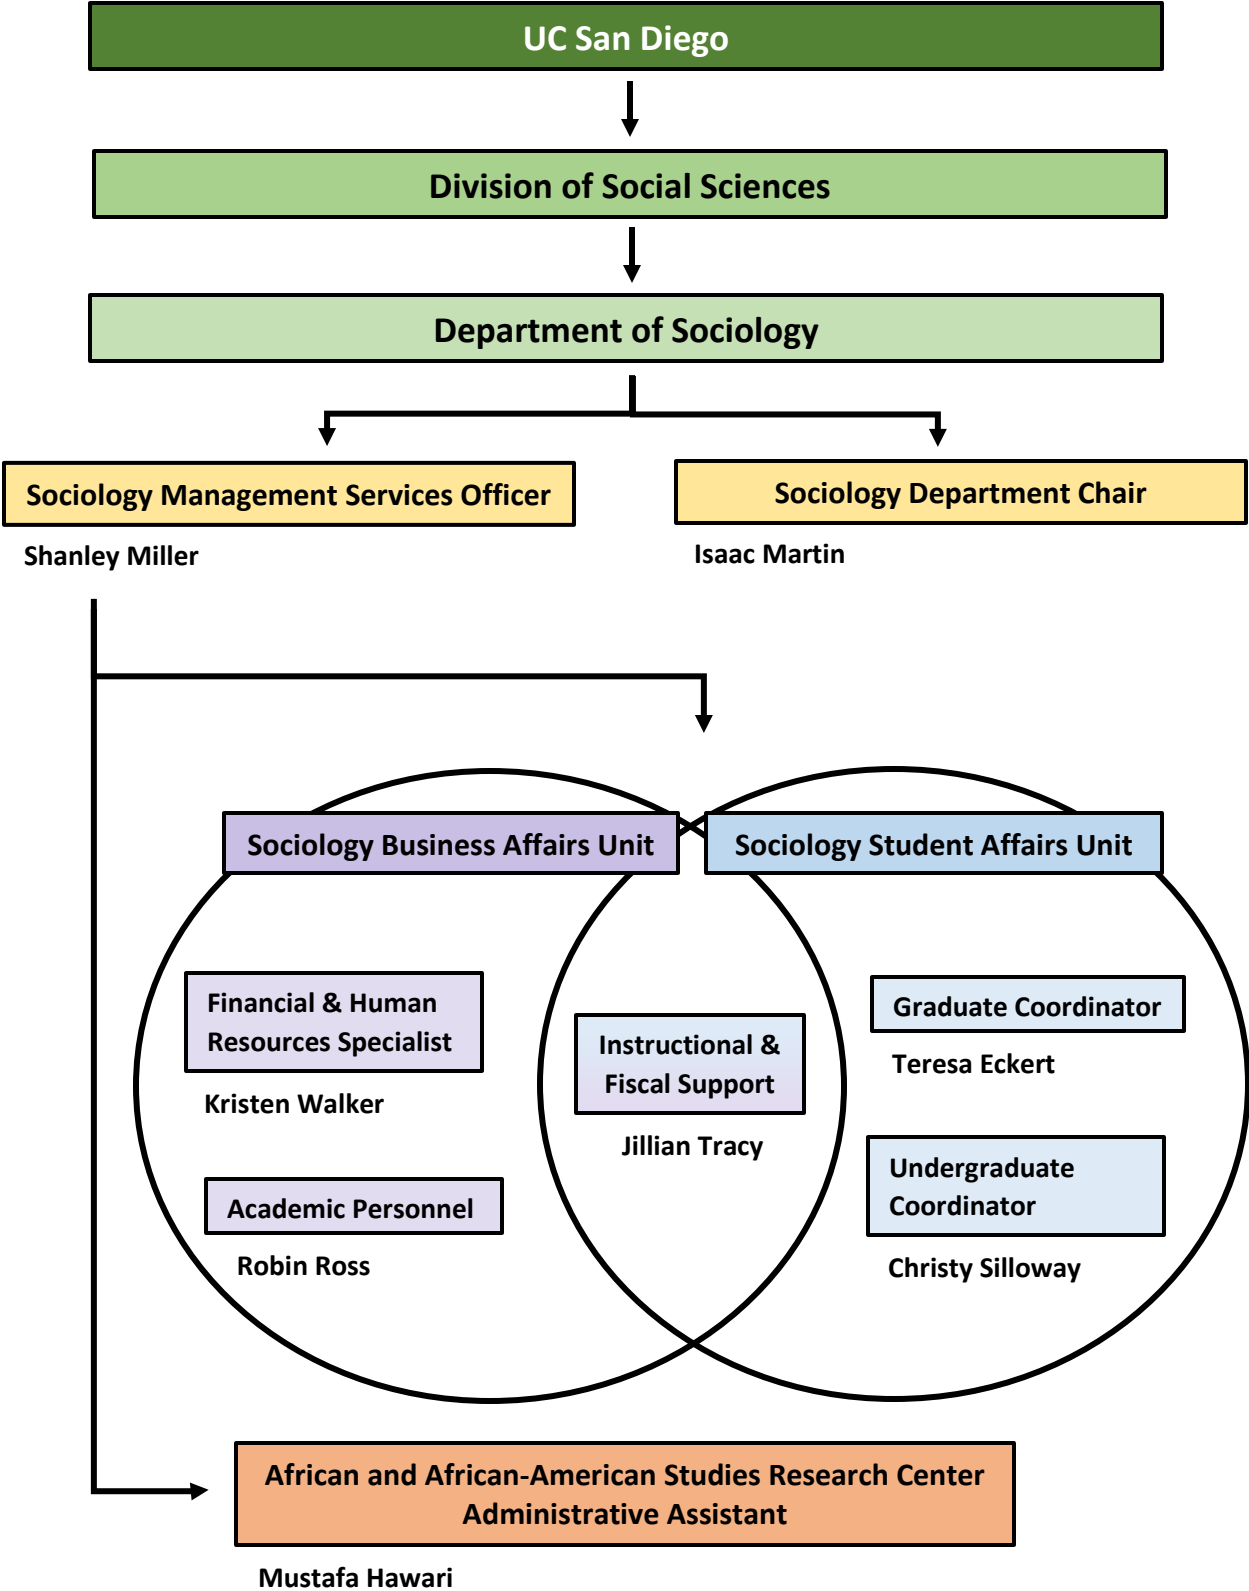 UC San Diego
Division of Social Sciences
Department of Sociology
Sociology Management Services Officer
Shanley Miller
Sociology Department Chair
Isaac Martin
Sociology Business Affairs Unit
Sociology Student Affairs Unit
Financial & Human
Resources Specialist
Kristen Walker
Academic Personnel
Robin Ross
Instructional &
Fiscal Support
Jillian Tracy
Graduate Coordinator
Teresa Eckert
Undergraduate
Coordinator
Christy Silloway
African and African-American Studies Research Center
Administrative Assistant
Mustafa Hawari